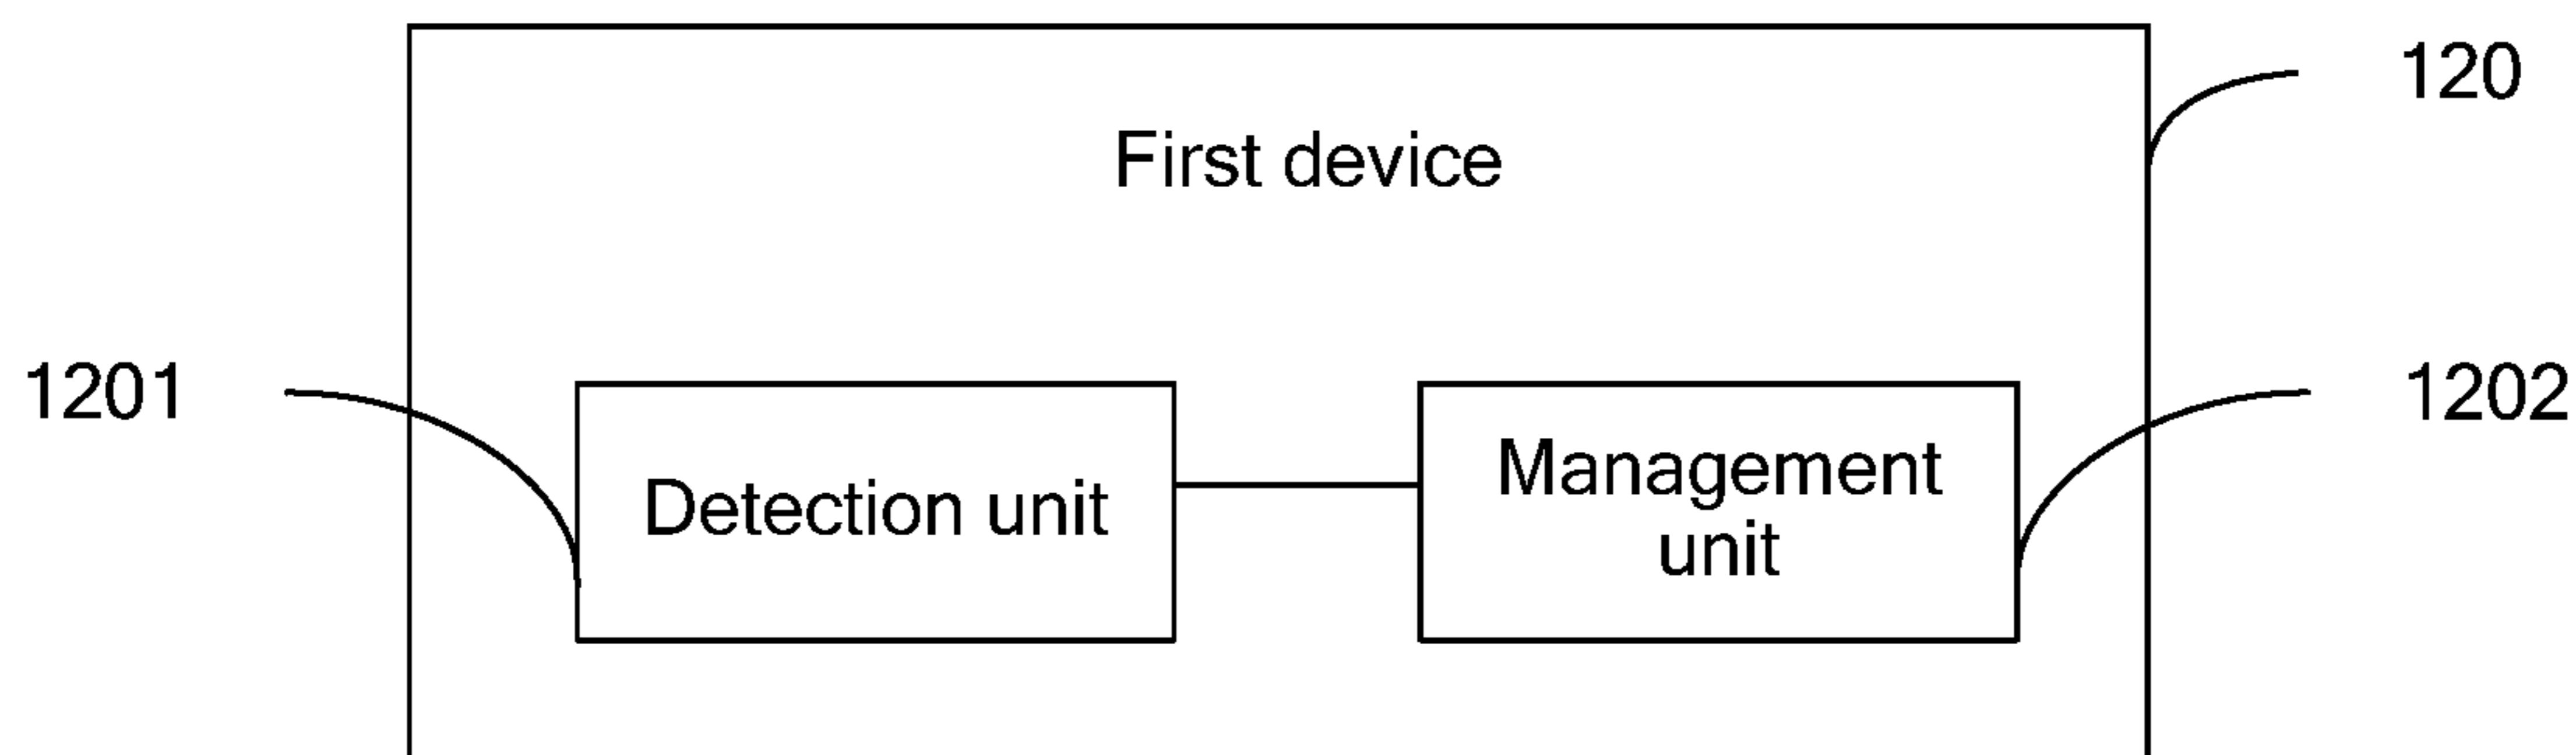 120
First device
1201
1202
Detection unit
Management
unit